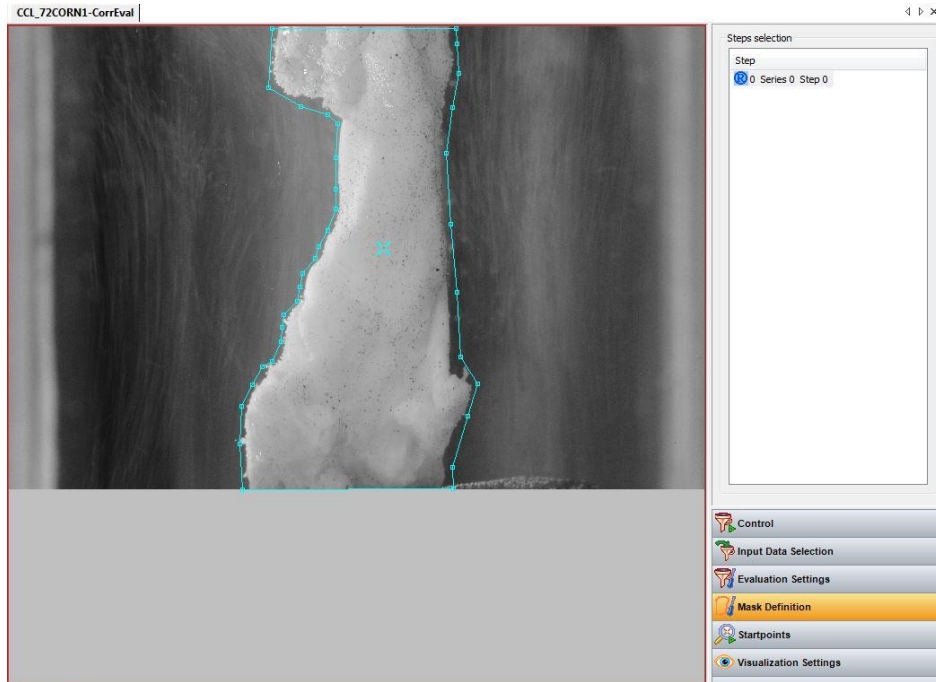 CCL_72CORN1-CorrEval
Steps selection
Step
0 Series 0 Step 0
Control
Input Data Selection
Evaluation Settings
Mask Definition
Startpoints
Visualization Settings